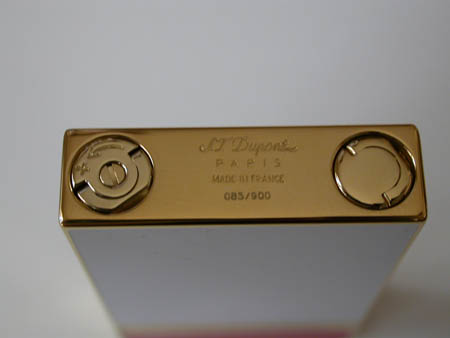 S.T. Dupont
PARIS
MADE IN FRANCE
085/900